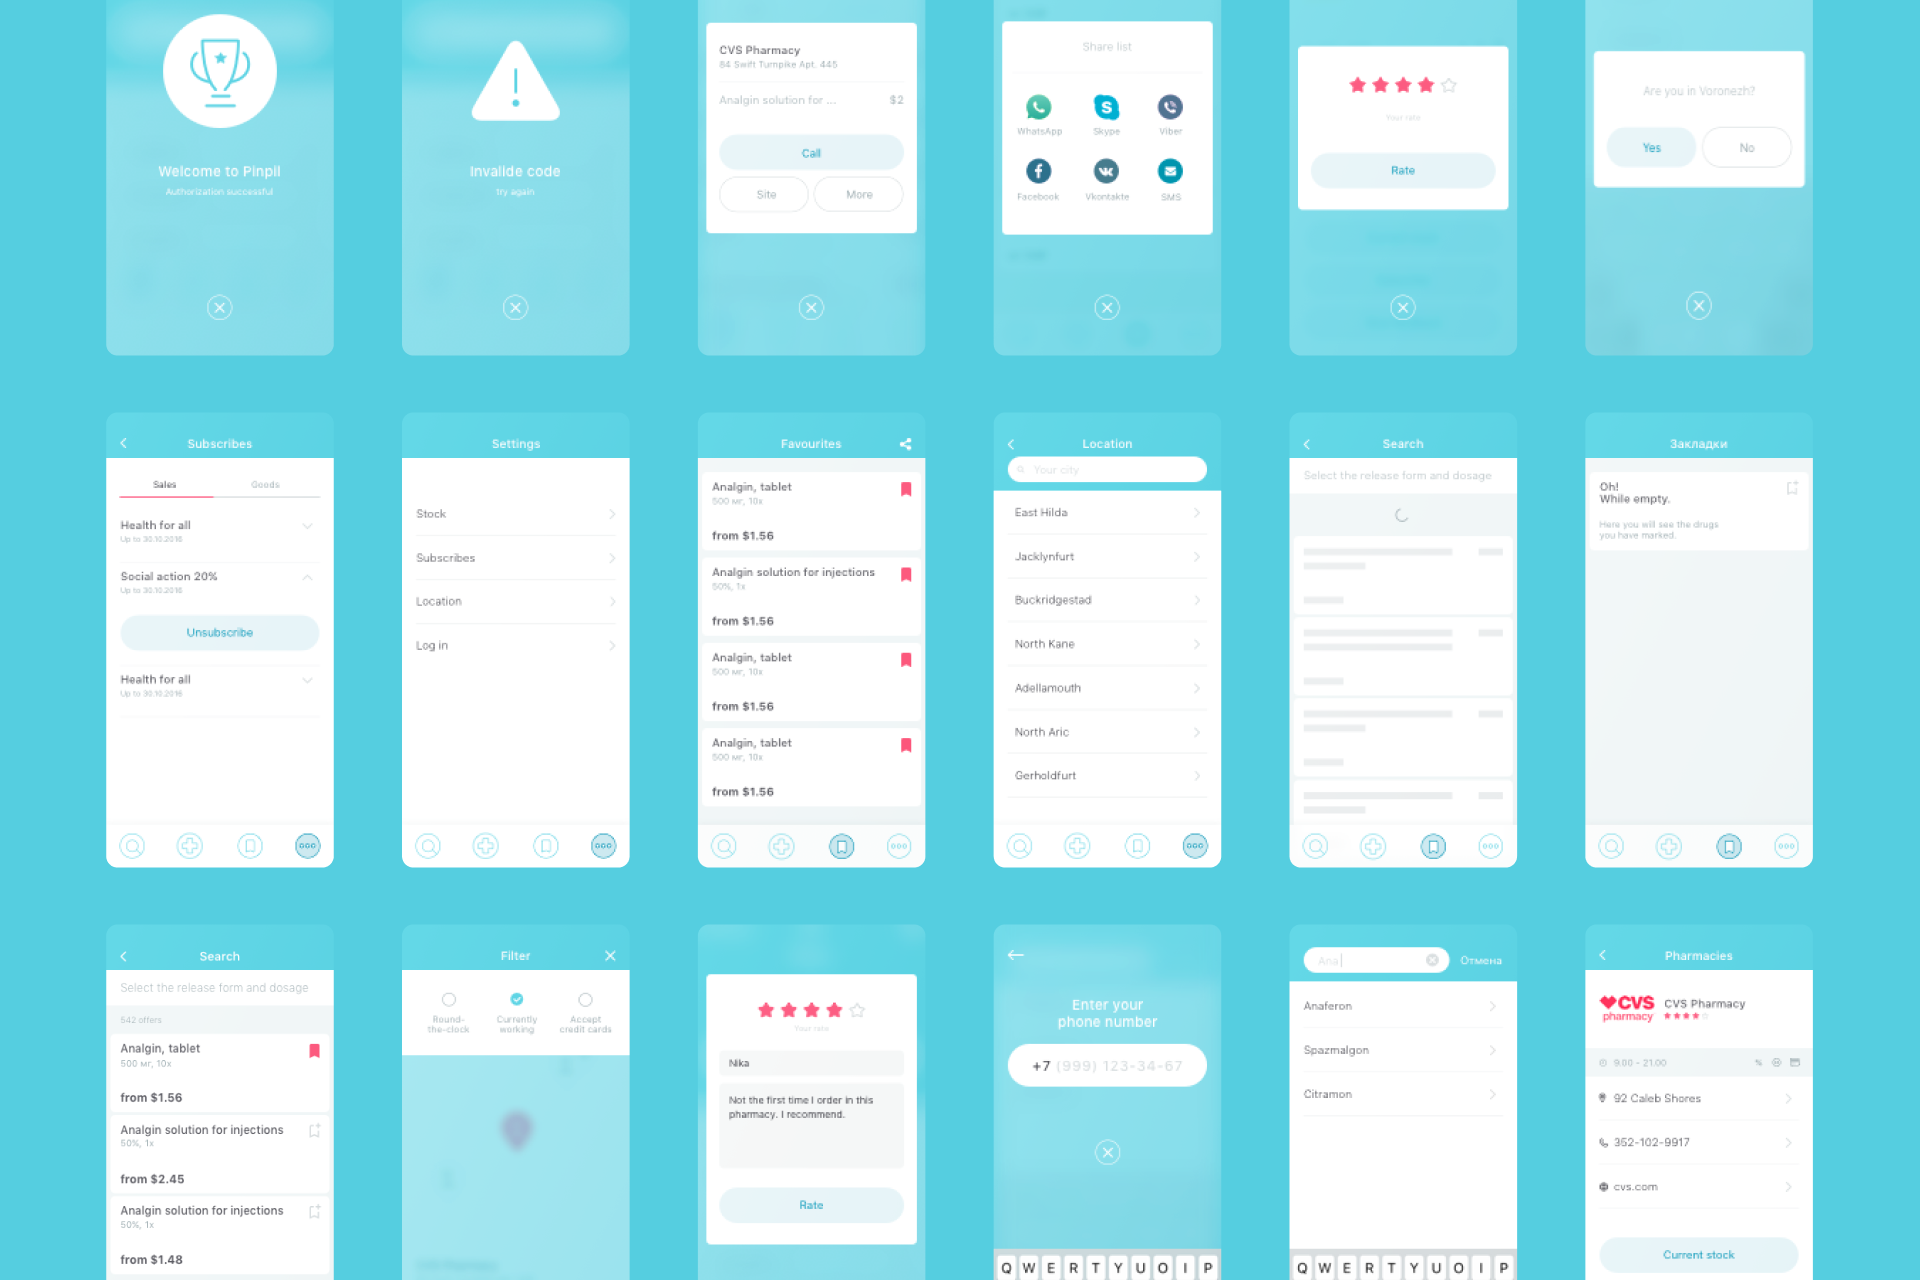 Welcome to Pinpil
Authorization successful
Invailde code
try again
CVS Pharmacy
84 Swift Turnpike Apt. 445
Analgin solution for ...
$2
Call
Site
More
Share list
WhatsApp
Skype
Viber
Facebook
Vkontakte
SMS
Your rate
Rate
Are you in Voronezh?
Yes
No
Subscribes
Sales
Goods
Health for all
Up to 30.10.2016
Social action 20%
Up to 30.10.2016
Unsubscribe
Health for all
Up to 30.10.2016
Settings
Stock
Subscribes
Location
Log in
Favourites
Analgin, tablet
500 мг, 10x
from $1.56
Analgin solution for injections
50%, 1x
from $1.56
Analgin, tablet
500 мг, 10x
from $1.56
Analgin, tablet
500 мг, 10x
from $1.56
Location
Your city
East Hilda
Jacklynfurt
Buckridgestad
North Kane
Adellamouth
North Aric
Gerholdfurt
Search
Select the release form and dosage
Закладки
Oh!
While empty.
Here you will see the drugs
you have marked.
Search
Select the release form and dosage
542 offers
Analgin, tablet
500 мг, 10x
from $1.56
Analgin solution for injections
50%, 1x
from $2.45
Analgin solution for injections
50%, 1x
from $1.48
Filter
Round-
the-clock
Currently
working
Accept
credit cards
Your rate
Nika
Not the first time I order in this
pharmacy. I recommend.
Rate
Enter your
phone number
+7 (999) 123-34-67
Q W E R T Y U O I P
Ana
Отмена
Anaferon
Spazmalgon
Citramon
Q W E R T Y U O I P
Pharmacies
CVS
pharmacy
CVS Pharmacy
9.00 - 21.00
%
92 Caleb Shores
352-102-9917
cvs.com
Current stock